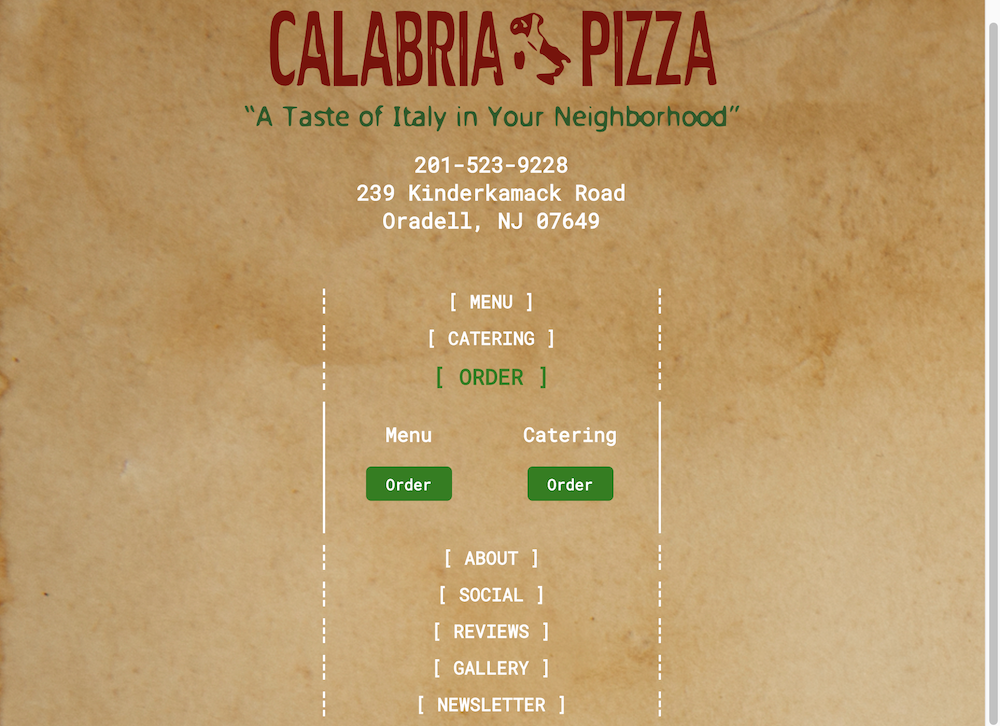 CALABRIA PIZZA
“A Taste of Italy in Your Neighborhood”
201-523-9228
239 Kinderkamack Road
Oradell, NJ 07649
[ MENU ]
[ CATERING ]
[ ORDER ]
Menu Catering
Order Order
[ ABOUT ]
[ SOCIAL ]
[ REVIEWS ]
[ GALLERY ]
[ NEWSLETTER ]